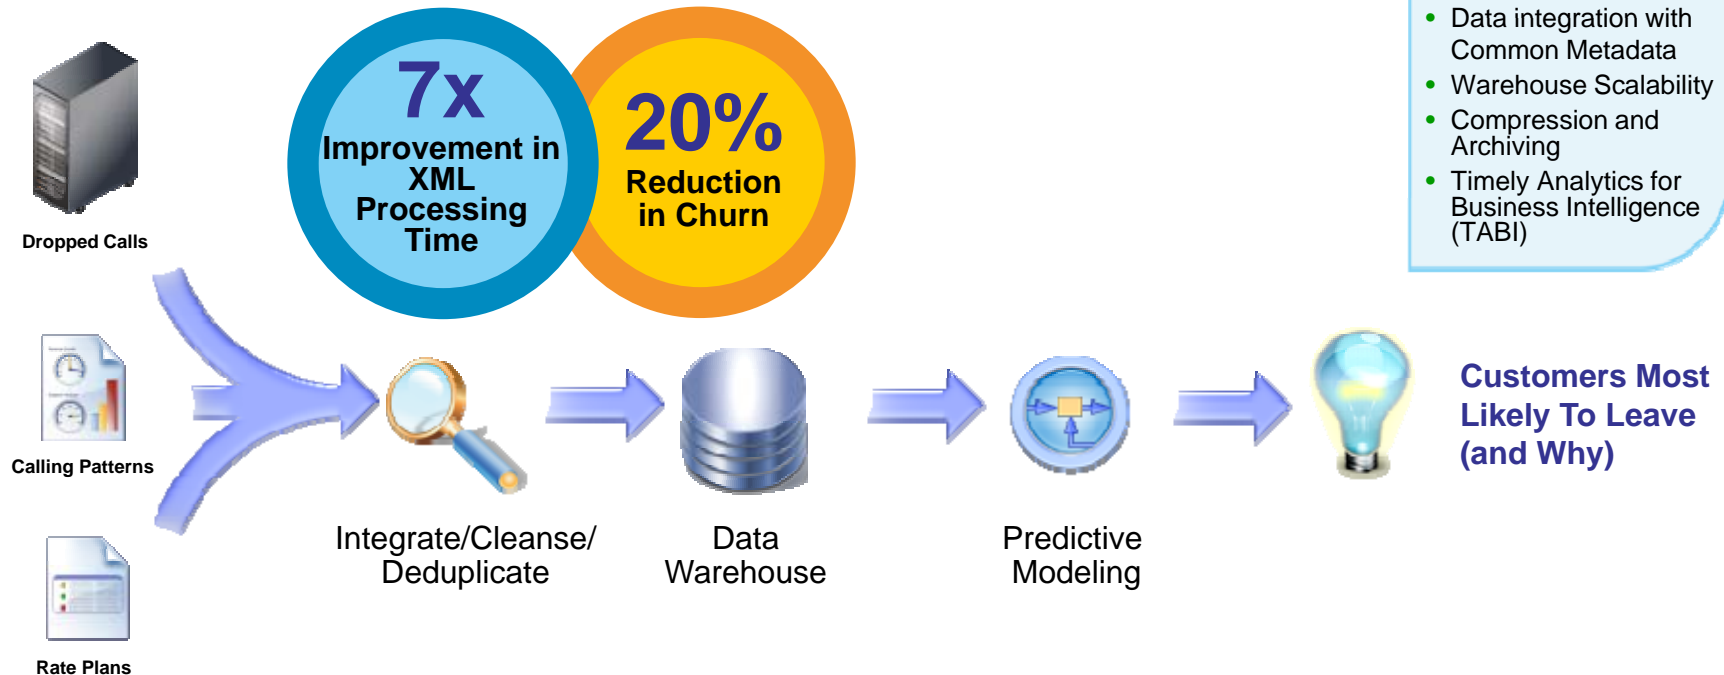 7x
Improvement in
XML
Processing
Time
20%
Reduction
in Churn
• Data integration with
Common Metadata
• Warehouse Scalability
• Compression and
Archiving
• Timely Analytics for
Business Intelligence
(TABI)
Dropped Calls
Calling Patterns
Rate Plans
Integrate/Cleanse/
Deduplicate
Data
Warehouse
Predictive
Modeling
Customers Most
Likely To Leave
(and Why)